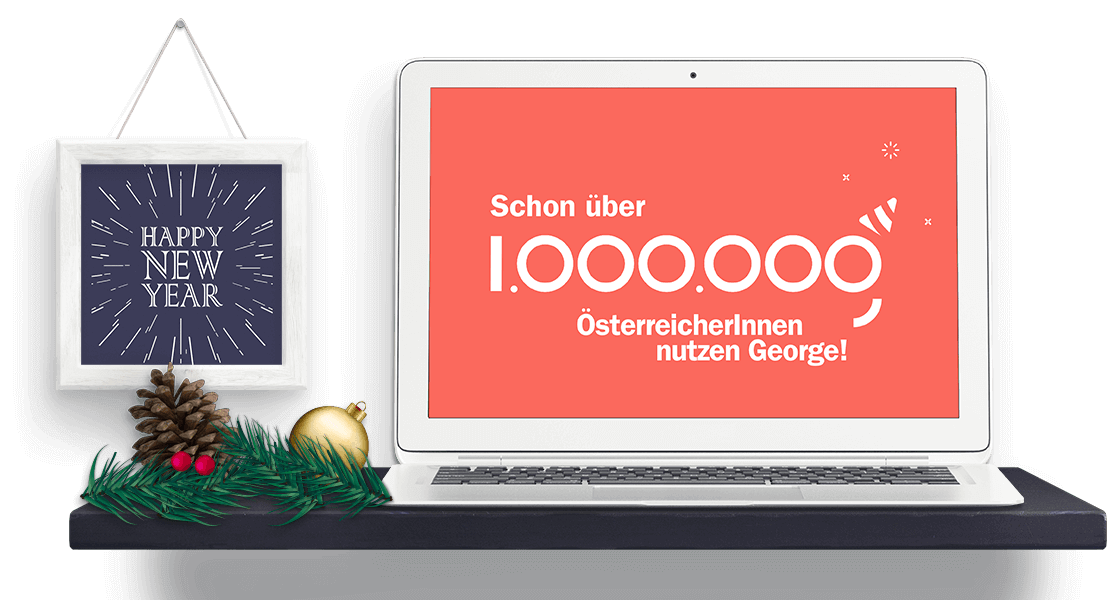 HAPPY
NEW
YEAR
Schon über
1.000.000
ÖsterreicherInnen
nutzen George!